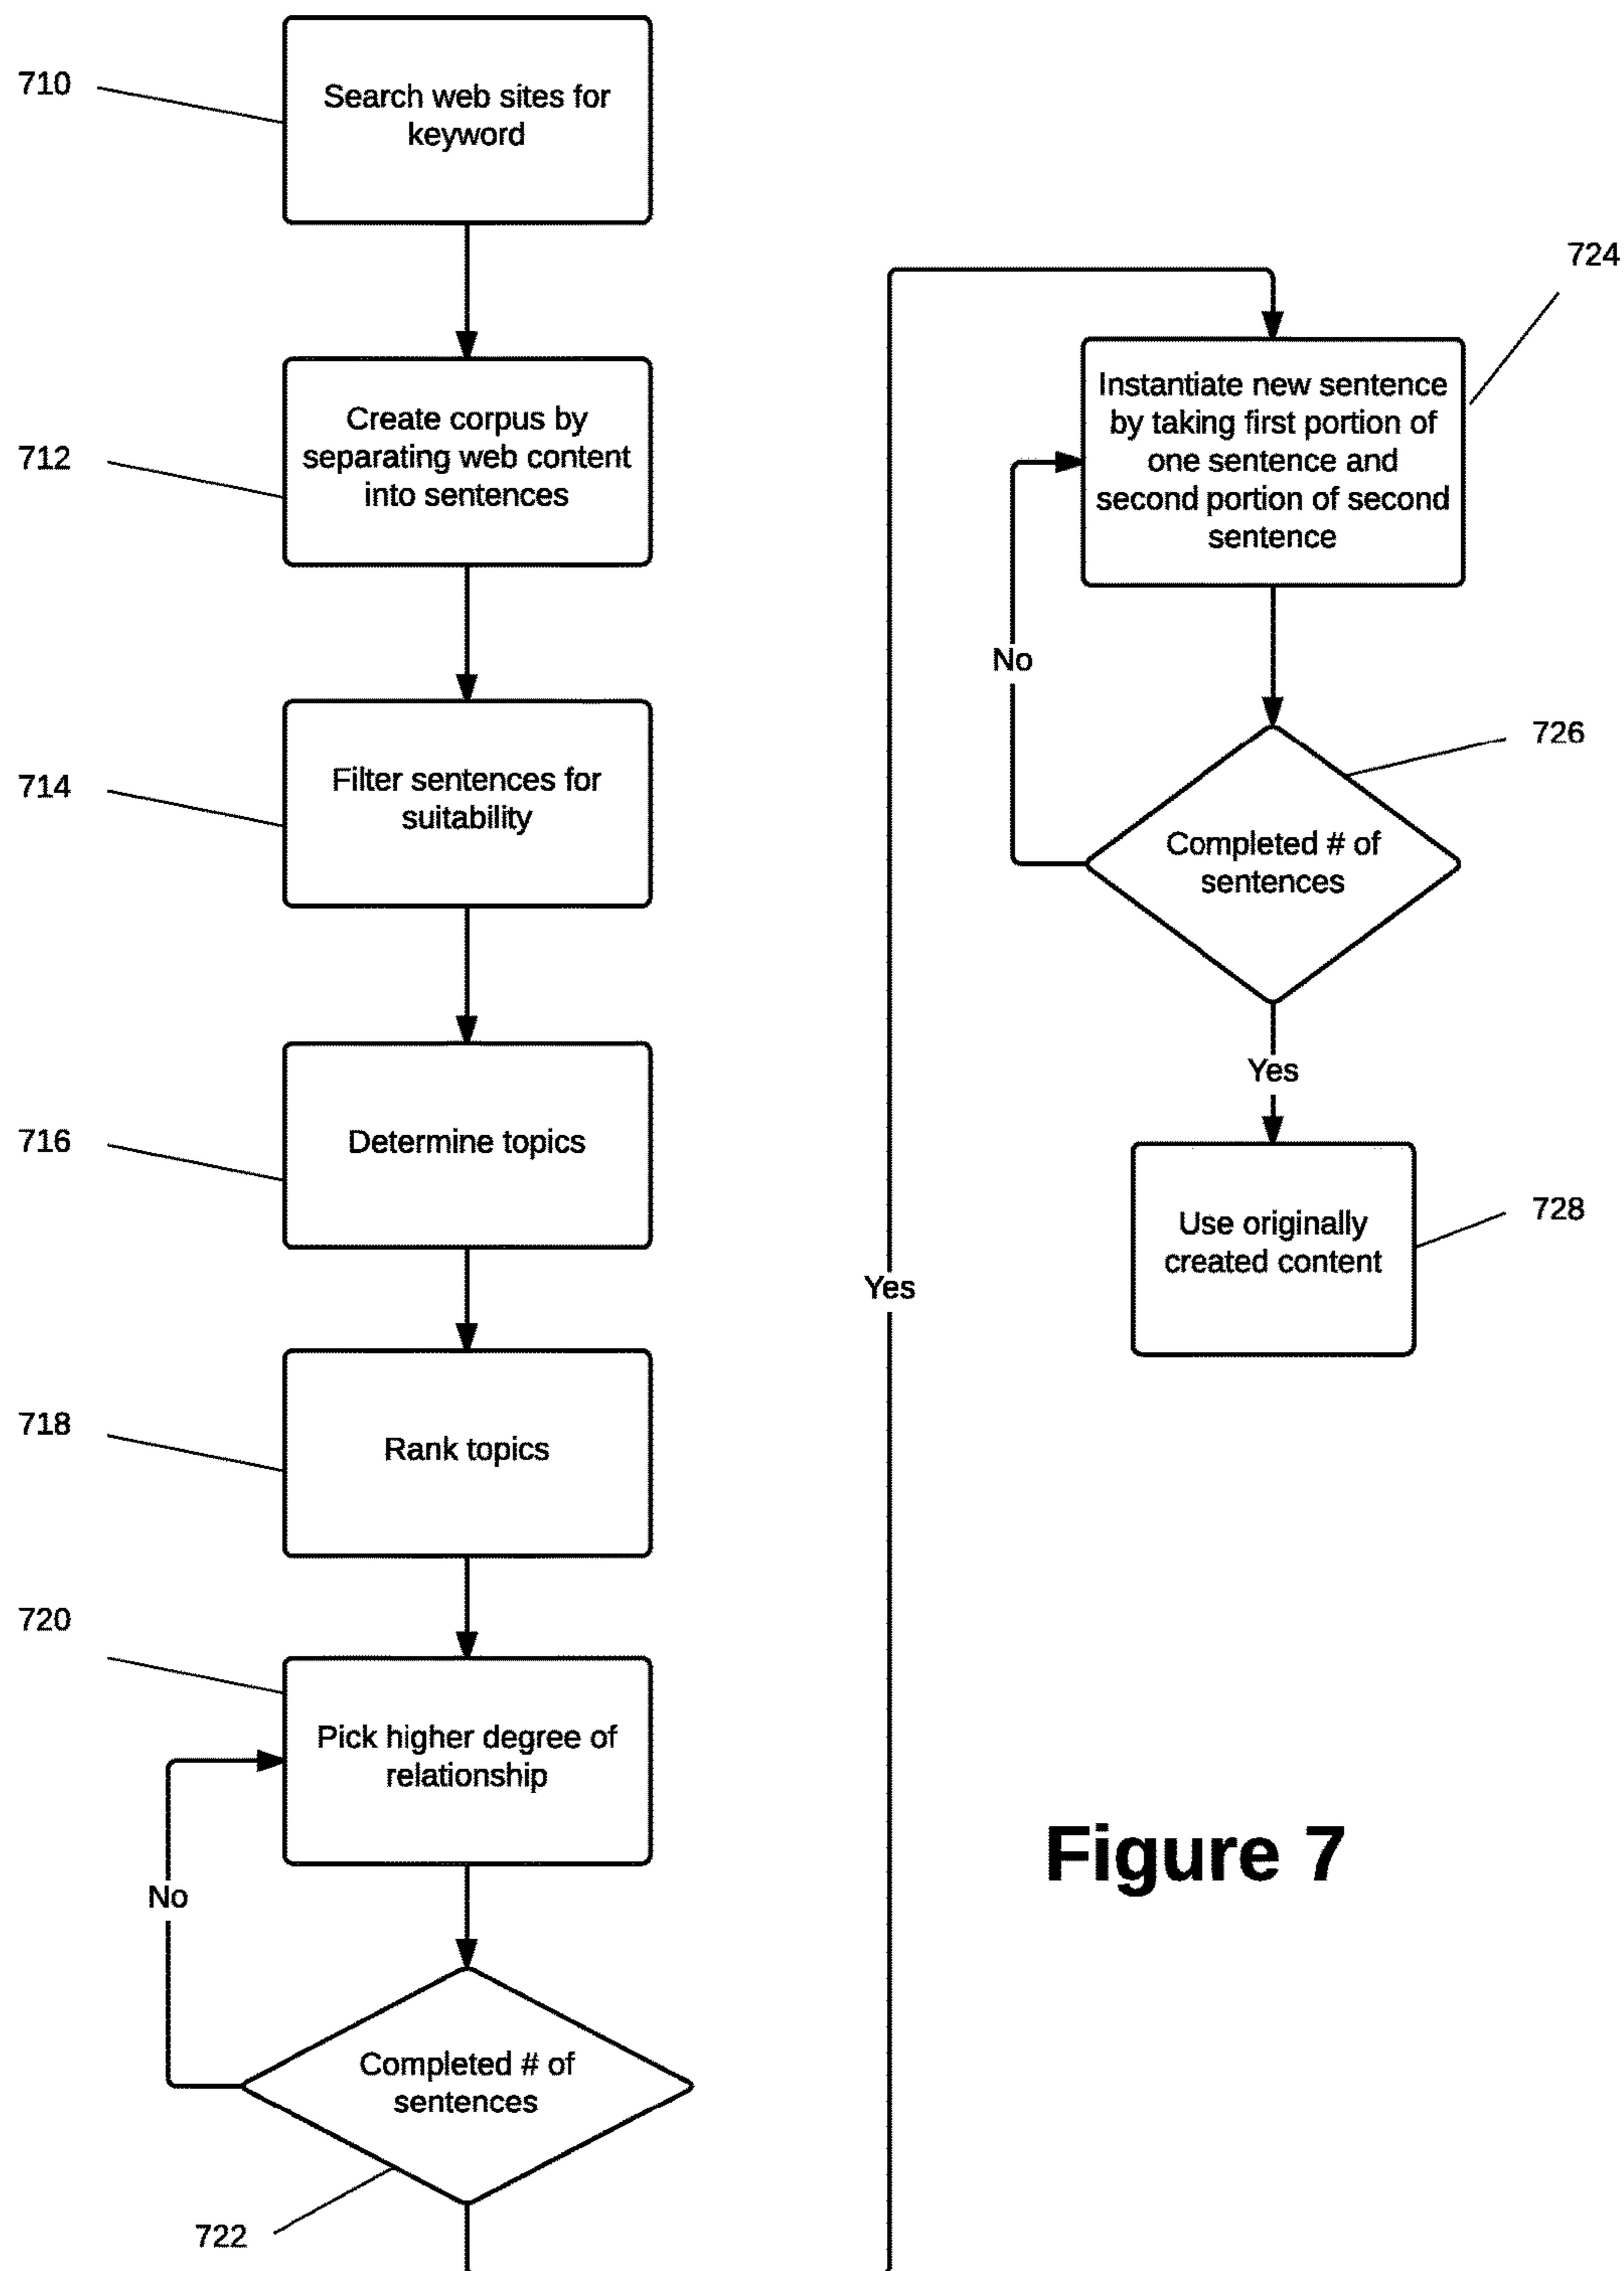 710
Search web sites for
keyword
712
Create corpus by
separating web content
into sentences
714
Filter sentences for
suitability
716
Determine topics
718
Rank topics
720
Pick higher degree of
relationship
No
Completed # of
sentences
722
Yes
724
Instantiate new sentence
by taking first portion of
one sentence and
second portion of second
sentence
No
726
Completed # of
sentences
Yes
728
Use originally
created content
Figure 7